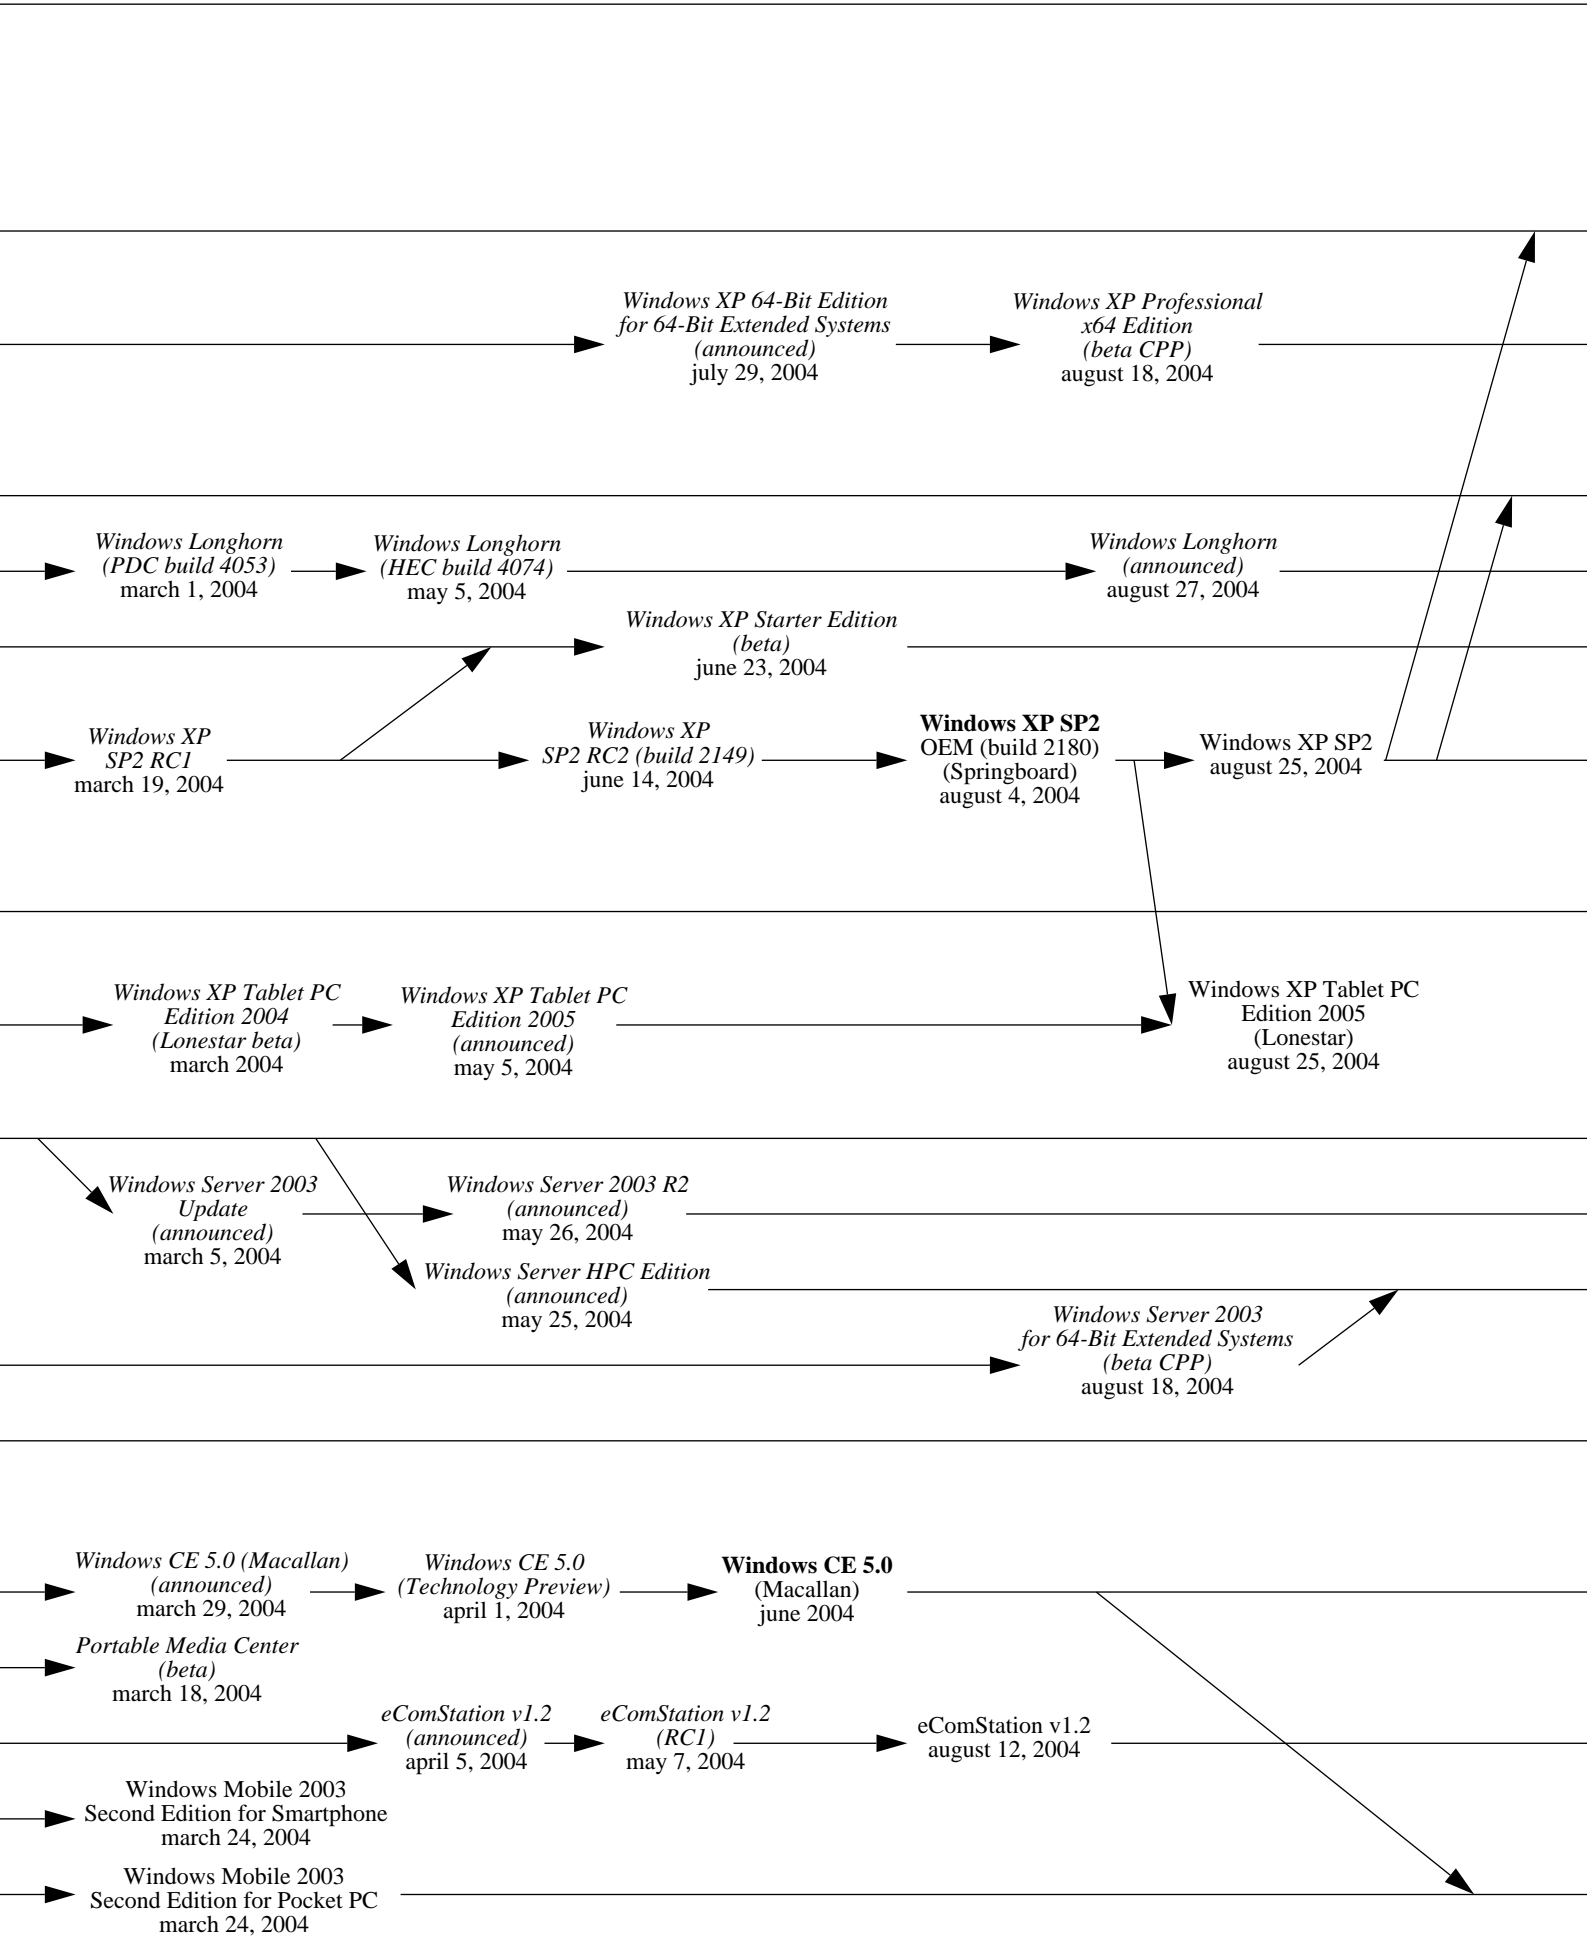 Windows XP 64-Bit Edition
for 64-Bit Extended Systems
(announced)
july 29, 2004
Windows XP Professional
x64 Edition
(beta CPP)
august 18, 2004
Windows Longhorn
(PDC build 4053)
march 1, 2004
Windows Longhorn
(HEC build 4074)
may 5, 2004
Windows Longhorn
(announced)
august 27, 2004
Windows XP Starter Edition
(beta)
june 23, 2004
Windows XP
SP2 RC1
march 19, 2004
Windows XP
SP2 RC2 (build 2149)
june 14, 2004
Windows XP SP2
OEM (build 2180)
(Springboard)
august 4, 2004
Windows XP SP2
august 25, 2004
Windows XP Tablet PC
Edition 2004
(Lonestar beta)
march 2004
Windows XP Tablet PC
Edition 2005
(announced)
may 5, 2004
Windows XP Tablet PC
Edition 2005
(Lonestar)
august 25, 2004
Windows Server 2003
Update
(announced)
march 5, 2004
Windows Server 2003 R2
(announced)
may 26, 2004
Windows Server HPC Edition
(announced)
may 25, 2004
Windows Server 2003
for 64-Bit Extended Systems
(beta CPP)
august 18, 2004
Windows CE 5.0 (Macallan)
(announced)
march 29, 2004
Windows CE 5.0
(Technology Preview)
april 1, 2004
Windows CE 5.0
(Macallan)
june 2004
Portable Media Center
(beta)
march 18, 2004
eComStation v1.2
(announced)
april 5, 2004
eComStation v1.2
(RC1)
may 7, 2004
eComStation v1.2
august 12, 2004
Windows Mobile 2003
Second Edition for Smartphone
march 24, 2004
Windows Mobile 2003
Second Edition for Pocket PC
march 24, 2004